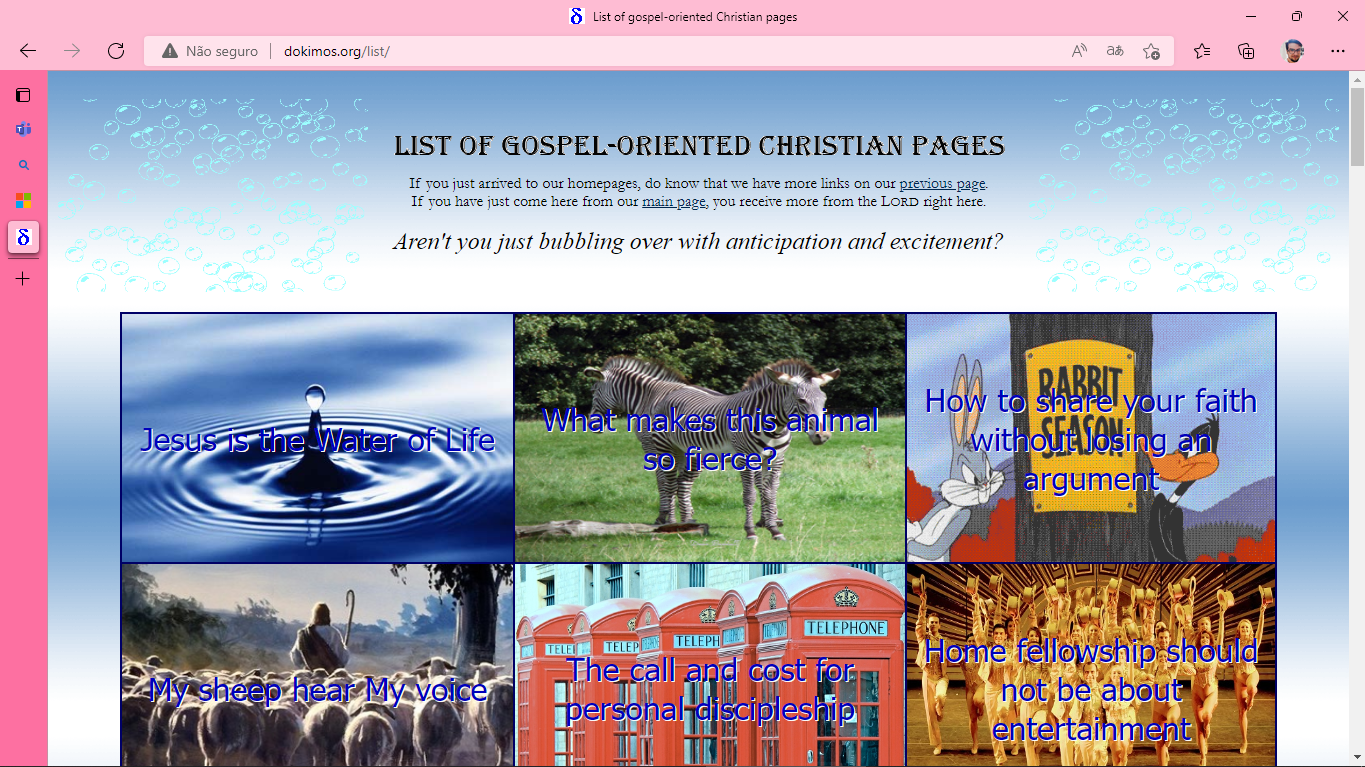 δ List of gospel-oriented Christian pages
Não seguro | dokimos.org/list/
LIST OF GOSPEL-ORIENTED CHRISTIAN PAGES
If you just arrived to our homepages, do know that we have more links on our previous page.
If you have just come here from our main page, you receive more from the LORD right here.
Aren't you just bubbling over with anticipation and excitement?
Jesus is the Water of Life
What makes this animal
so fierce?
RABBIT
SEASON
How to share your faith
without losing an
argument
My sheep hear My voice
TELE
TELEP
TELEPH
TELEPHONE
The call and cost for
personal discipleship
Home fellowship should
not be about
entertainment